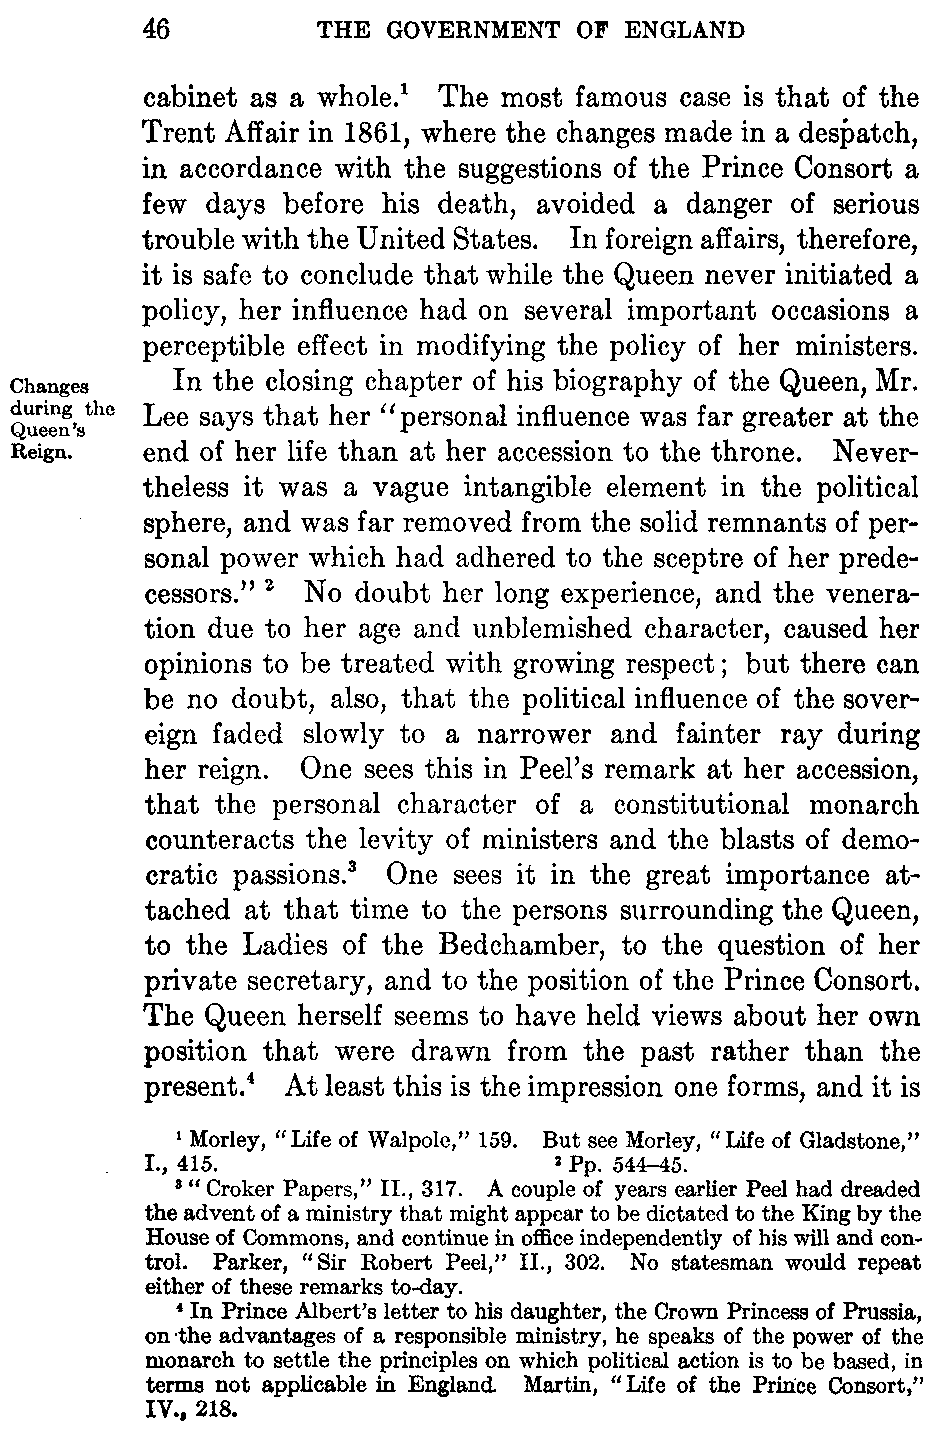 46 THE GOVERNMENT OF ENGLAND
cabinet as a whole.¹ The most famous case is that of the
Trent Affair in 1861, where the changes made in a despatch,
in accordance with the suggestions of the Prince Consort a
few days before his death, avoided a danger of serious
trouble with the United States. In foreign affairs, therefore,
it is safe to conclude that while the Queen never initiated a
policy, her influence had on several important occasions a
perceptible effect in modifying the policy of her ministers.
Changes
during the
Queen's
Reign.
In the closing chapter of his biography of the Queen, Mr.
Lee says that her "personal influence was far greater at the
end of her life than at her accession to the throne. Never-
theless it was a vague intangible element in the political
sphere, and was far removed from the solid remnants of per-
sonal power which had adhered to the sceptre of her prede-
cessors." ² No doubt her long experience, and the venera-
tion due to her age and unblemished character, caused her
opinions to be treated with growing respect; but there can
be no doubt, also, that the political influence of the sover-
eign faded slowly to a narrower and fainter ray during
her reign. One sees this in Peel's remark at her accession,
that the personal character of a constitutional monarch
counteracts the levity of ministers and the blasts of demo-
cratic passions.³ One sees it in the great importance at-
tached at that time to the persons surrounding the Queen,
to the Ladies of the Bedchamber, to the question of her
private secretary, and to the position of the Prince Consort.
The Queen herself seems to have held views about her own
position that were drawn from the past rather than the
present.⁴ At least this is the impression one forms, and it is
¹ Morley, "Life of Walpole," 159. But see Morley, "Life of Gladstone,"
I., 415. ² Pp. 544–45.
³ "Croker Papers," II., 317. A couple of years earlier Peel had dreaded
the advent of a ministry that might appear to be dictated to the King by the
House of Commons, and continue in office independently of his will and con-
trol. Parker, "Sir Robert Peel," II., 302. No statesman would repeat
either of these remarks to-day.
⁴ In Prince Albert's letter to his daughter, the Crown Princess of Prussia,
on the advantages of a responsible ministry, he speaks of the power of the
monarch to settle the principles on which political action is to be based, in
terms not applicable in England. Martin, "Life of the Prince Consort,"
IV., 218.